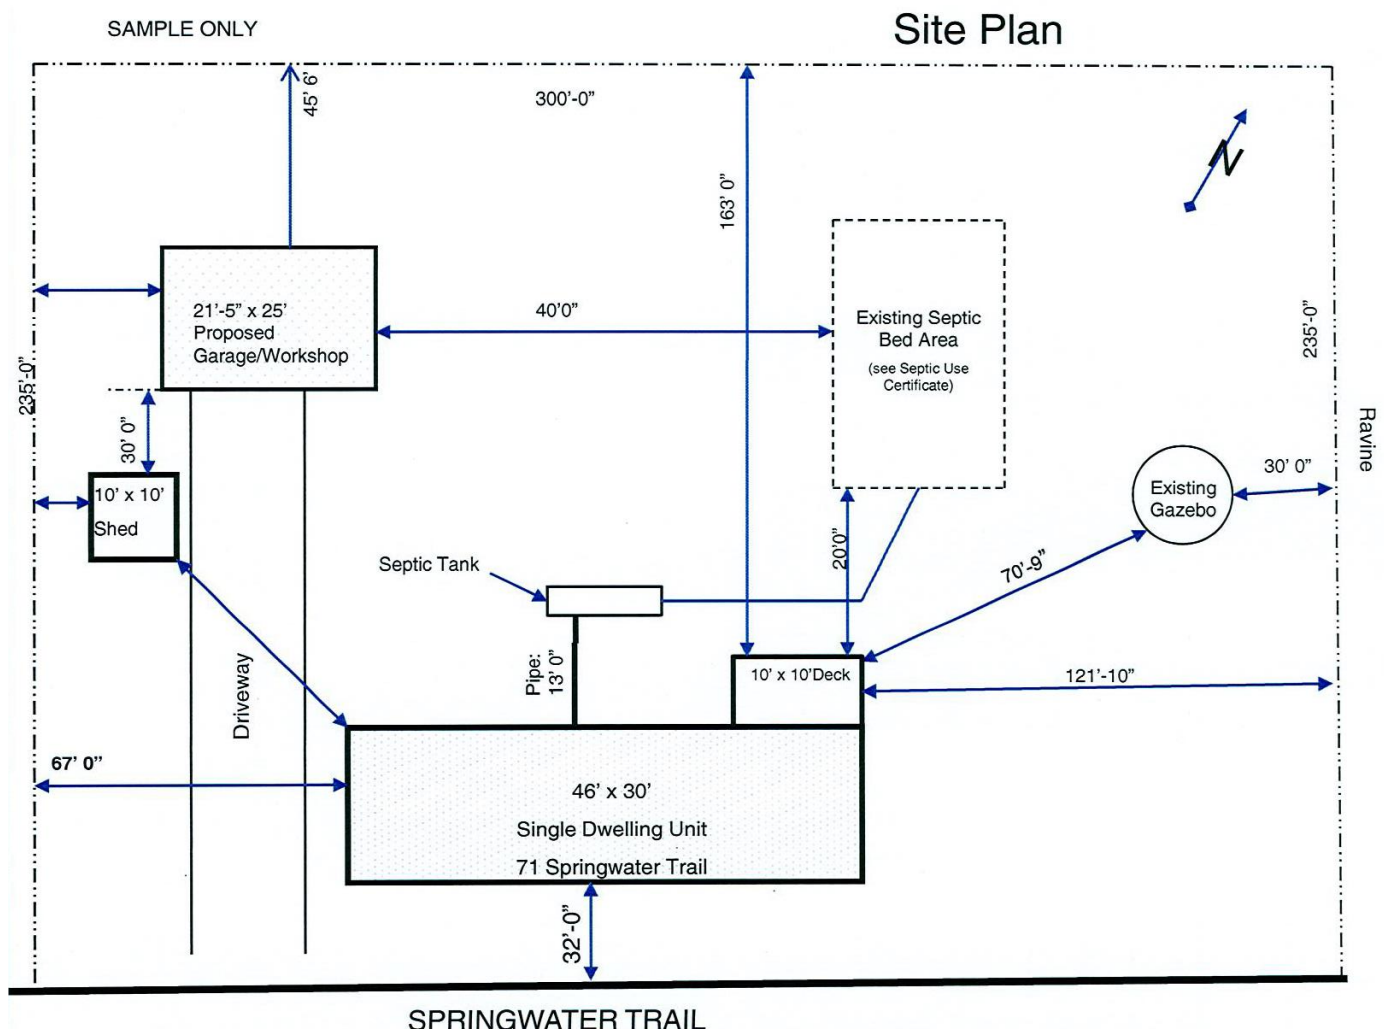 SAMPLE ONLY
Site Plan
45' 6'
300'-0"
163' 0"
N
21'-5" x 25'
Proposed
Garage/Workshop
40'0"
Existing Septic
Bed Area
(see Septic Use
Certificate)
235'-0"
235'-0"
Ravine
30' 0"
10' x 10'
Shed
Existing
Gazebo
30' 0"
Septic Tank
20'0"
70'-9"
Pipe:
13' 0"
10' x 10'Deck
121'-10"
Driveway
67' 0"
46' x 30'
Single Dwelling Unit
71 Springwater Trail
32'-0"
SPRINGWATER TRAIL